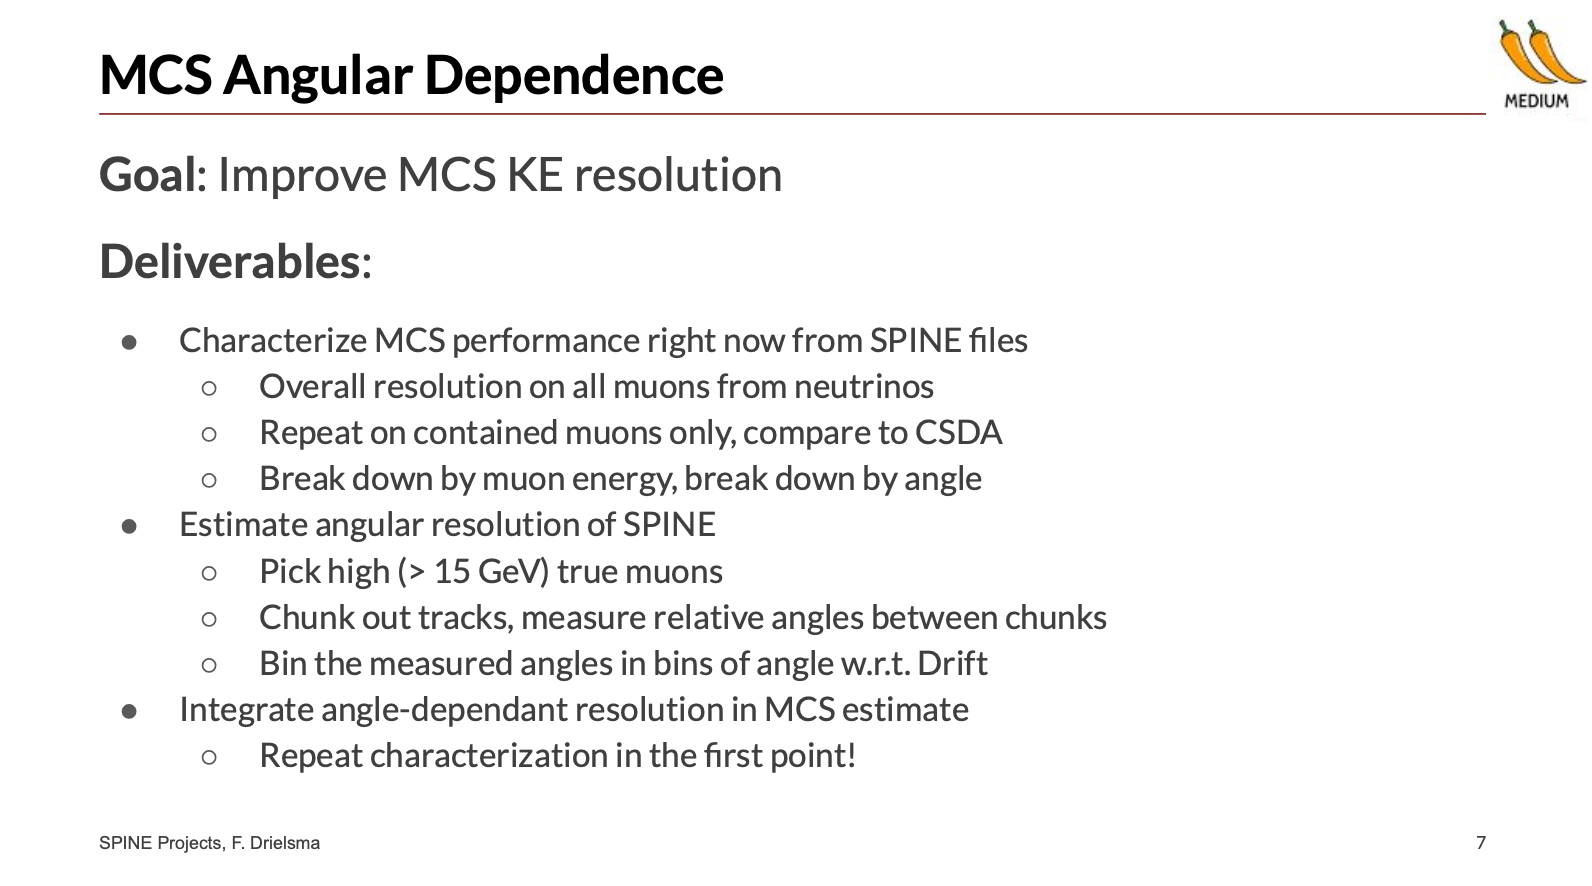 MCS Angular Dependence
MEDIUM
Goal: Improve MCS KE resolution
Deliverables:
● Characterize MCS performance right now from SPINE files
○ Overall resolution on all muons from neutrinos
○ Repeat on contained muons only, compare to CSDA
○ Break down by muon energy, break down by angle
● Estimate angular resolution of SPINE
○ Pick high (> 15 GeV) true muons
○ Chunk out tracks, measure relative angles between chunks
○ Bin the measured angles in bins of angle w.r.t. Drift
● Integrate angle-dependant resolution in MCS estimate
○ Repeat characterization in the first point!
SPINE Projects, F. Drielsma
7